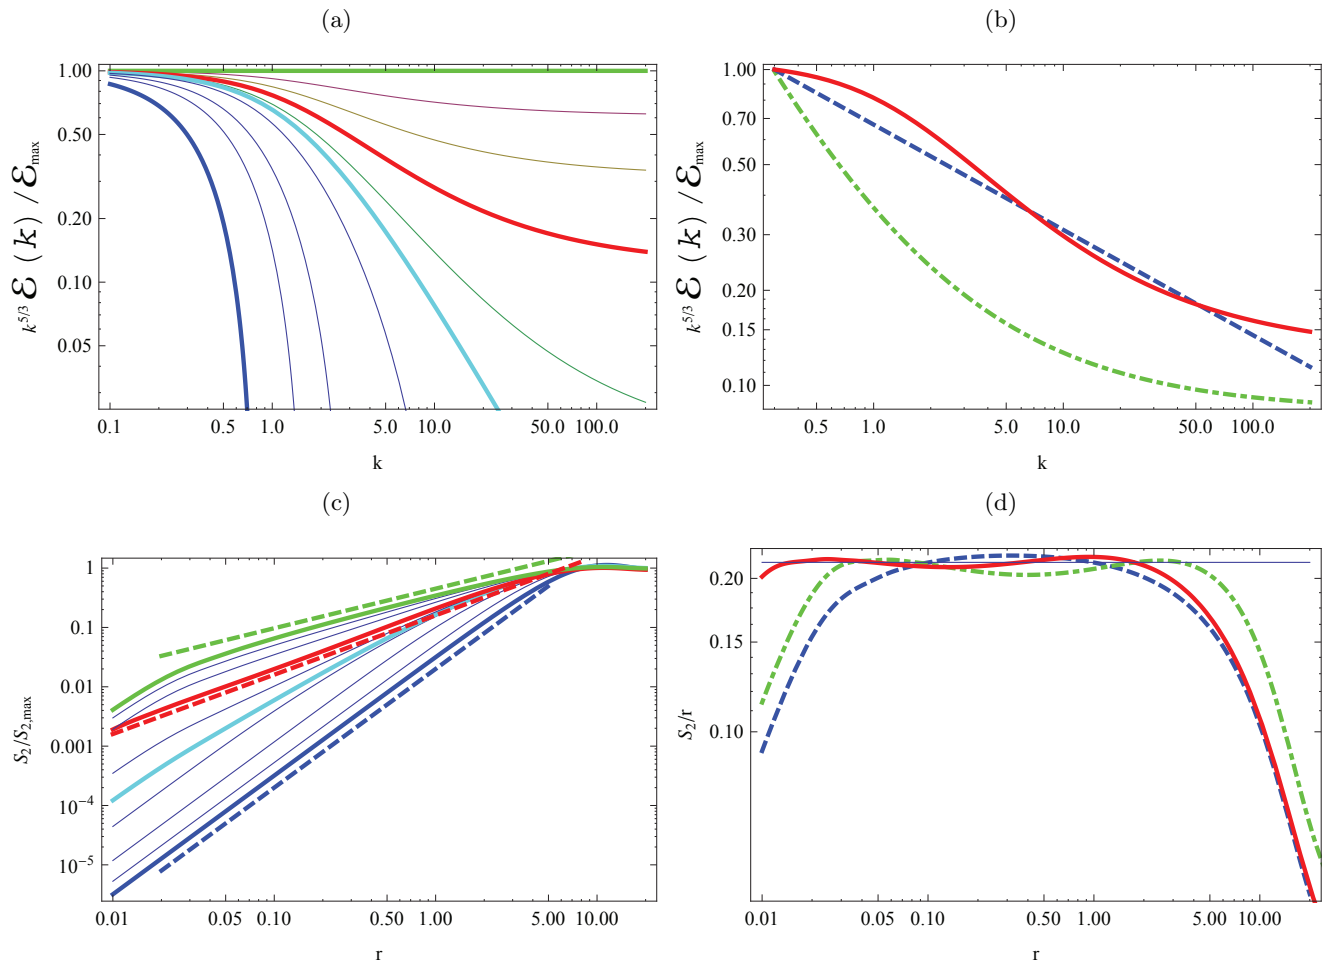 (a)
1.00
0.50
0.20
0.10
0.05
k^{5/3} ℰ (k) / ℰ_{max}
0.1 0.5 1.0 5.0 10.0 50.0 100.0
k
(b)
1.00
0.70
0.50
0.30
0.20
0.15
0.10
k^{5/3} ℰ (k) / ℰ_{max}
0.5 1.0 5.0 10.0 50.0 100.0
k
(c)
1
0.1
0.01
0.001
10^{-4}
10^{-5}
S_2/S_{2,max}
0.01 0.05 0.10 0.50 1.00 5.00 10.00
r
(d)
0.20
0.15
0.10
S_2/r
0.01 0.05 0.10 0.50 1.00 5.00 10.00
r